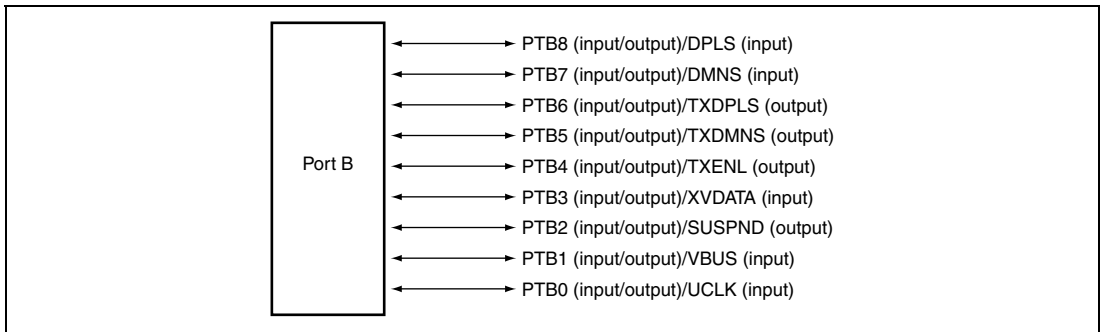 PTB8 (input/output)/DPLS (input)
PTB7 (input/output)/DMNS (input)
PTB6 (input/output)/TXDPLS (output)
PTB5 (input/output)/TXDMNS (output)
Port B
PTB4 (input/output)/TXENL (output)
PTB3 (input/output)/XVDATA (input)
PTB2 (input/output)/SUSPND (output)
PTB1 (input/output)/VBUS (input)
PTB0 (input/output)/UCLK (input)